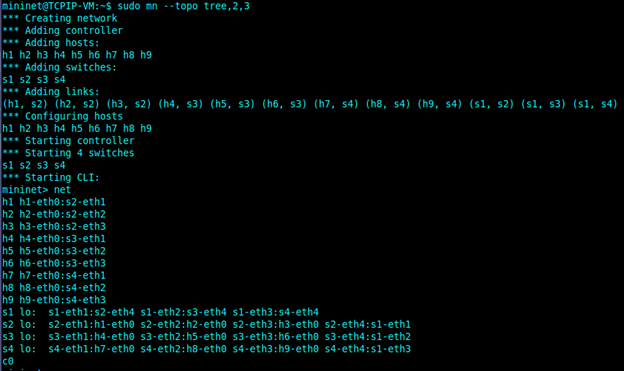 mininet@TCPIP-VM:~$ sudo mn --topo tree,2,3
*** Creating network
*** Adding controller
*** Adding hosts:
h1 h2 h3 h4 h5 h6 h7 h8 h9
*** Adding switches:
s1 s2 s3 s4
*** Adding links:
(h1, s2) (h2, s2) (h3, s2) (h4, s3) (h5, s3) (h6, s3) (h7, s4) (h8, s4) (h9, s4) (s1, s2) (s1, s3) (s1, s4)
*** Configuring hosts
h1 h2 h3 h4 h5 h6 h7 h8 h9
*** Starting controller
*** Starting 4 switches
s1 s2 s3 s4
*** Starting CLI:
mininet> net
h1 h1-eth0:s2-eth1
h2 h2-eth0:s2-eth2
h3 h3-eth0:s2-eth3
h4 h4-eth0:s3-eth1
h5 h5-eth0:s3-eth2
h6 h6-eth0:s3-eth3
h7 h7-eth0:s4-eth1
h8 h8-eth0:s4-eth2
h9 h9-eth0:s4-eth3
s1 lo:  s1-eth1:s2-eth4 s1-eth2:s3-eth4 s1-eth3:s4-eth4
s2 lo:  s2-eth1:h1-eth0 s2-eth2:h2-eth0 s2-eth3:h3-eth0 s2-eth4:s1-eth1
s3 lo:  s3-eth1:h4-eth0 s3-eth2:h5-eth0 s3-eth3:h6-eth0 s3-eth4:s1-eth2
s4 lo:  s4-eth1:h7-eth0 s4-eth2:h8-eth0 s4-eth3:h9-eth0 s4-eth4:s1-eth3
c0